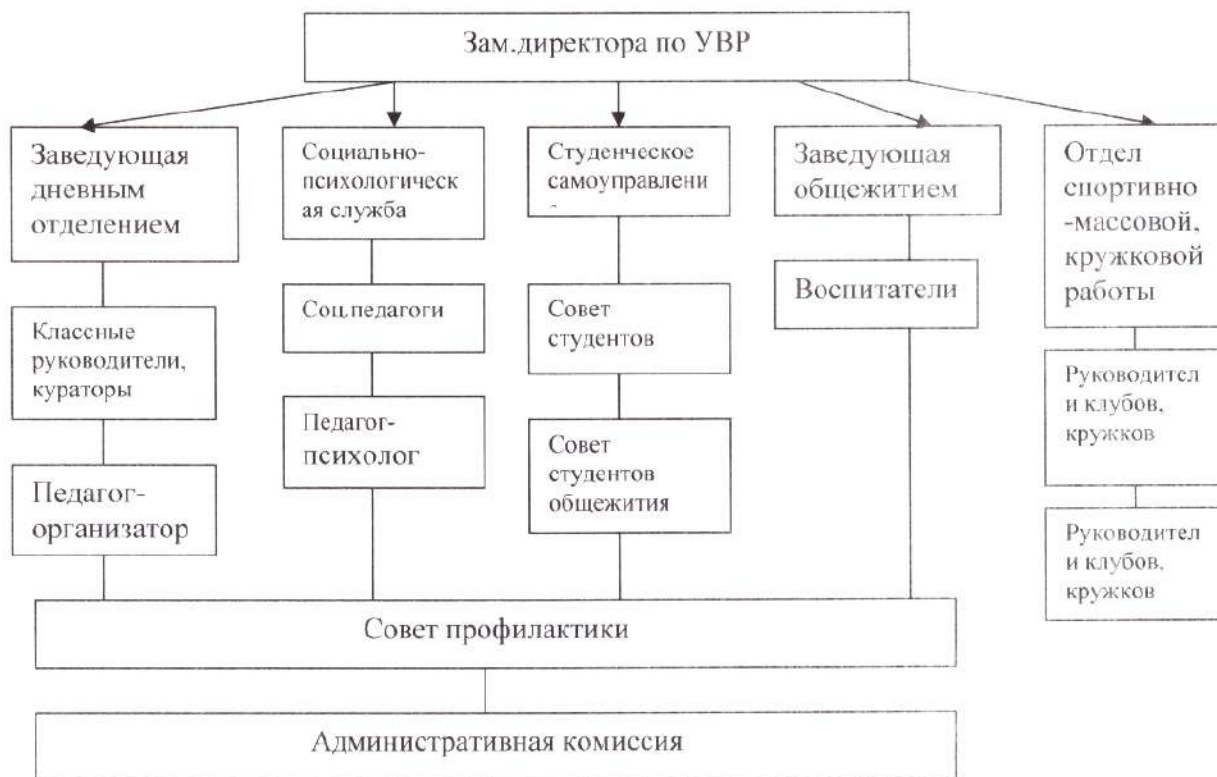 Зам.директора по УВР
Заведующая
дневным
отделением
Классные
руководители,
кураторы
Педагог-
организатор
Социально-
психологическ
ая служба
Соц.педагоги
Педагог-
психолог
Студенческое
самоуправлени
Совет
студентов
Совет
студентов
общежития
Заведующая
общежитием
Воспитатели
Отдел
спортивно
-массовой,
кружковой
работы
Руководител
и клубов,
кружков
Руководител
и клубов,
кружков
Совет профилактики
Административная комиссия